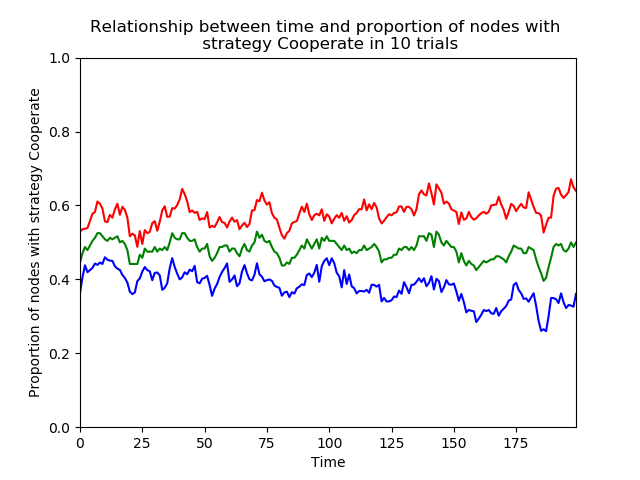 Relationship between time and proportion of nodes with
strategy Cooperate in 10 trials
Proportion of nodes with strategy Cooperate
1.0
0.8
0.6
0.4
0.2
0.0
0 25 50 75 100 125 150 175
Time